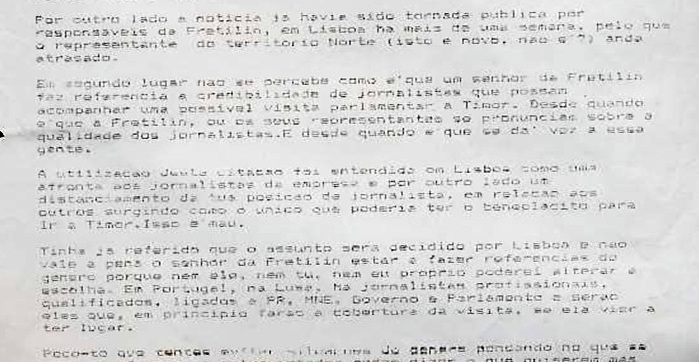 Por outro lado a noticia ja havia sido tornada publica por
responsaveis da Fretilin, em Lisboa ha mais de uma semana, pelo que
o representante do territorio Norte (isto e novo, nao e'?) anda
atrasado.
Em segundo lugar nao se percebe como e'que um senhor da Fretilin
faz referencia a credibilidade de jornalistas que possam
acompanhar uma possivel visita parlamentar a Timor. Desde quando
e'que a Fretilin, ou os seus representantes se pronunciam sobre a
qualidade dos jornalistas.E desde quando e que se da' voz a essa
gente.
A utilizacao citacao foi entendida em Lisboa como uma
afronta aos jornalistas da empresa e por outro lado um
distanciamento da tua posicao de jornalista, em relacao aos
outros surgindo como o unico que poderia ter o beneplacito para
Ir a Timor.Isso e'mau.
Tinha ja referido que o assunto sera decidido por Lisboa e nao
vale a pena o senhor da Fretilin estar a fazer referencias do
genero porque nem ele, nem tu, nem eu proprio poderei alterar a
escolha. Em Portugal, na Lusa, ha jornalistas profissionais,
qualificados, ligados a PR, MNE, Governo e Parlamento e serao
eles que, em principio farao a cobertura da visita, se ela vier a
ter lugar.
Peco-te que evites situacoes do genero pensando no que se